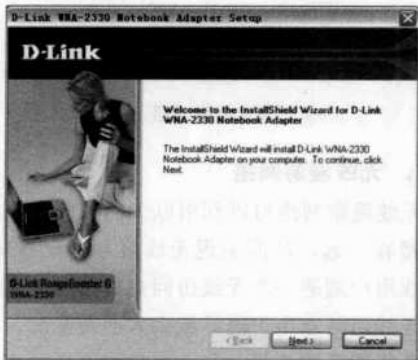 D-Link WNA-2330 Notebook Adapter Setup
D-Link
Welcome to the InstallShield Wizard for D-Link
WNA-2330 Notebook Adapter
The InstallShield Wizard will install D-Link WNA-2330
Notebook Adapter on your computer. To continue, click
Next.
D-Link RangeBooster G
WNA-2330
< Back
Next >
Cancel